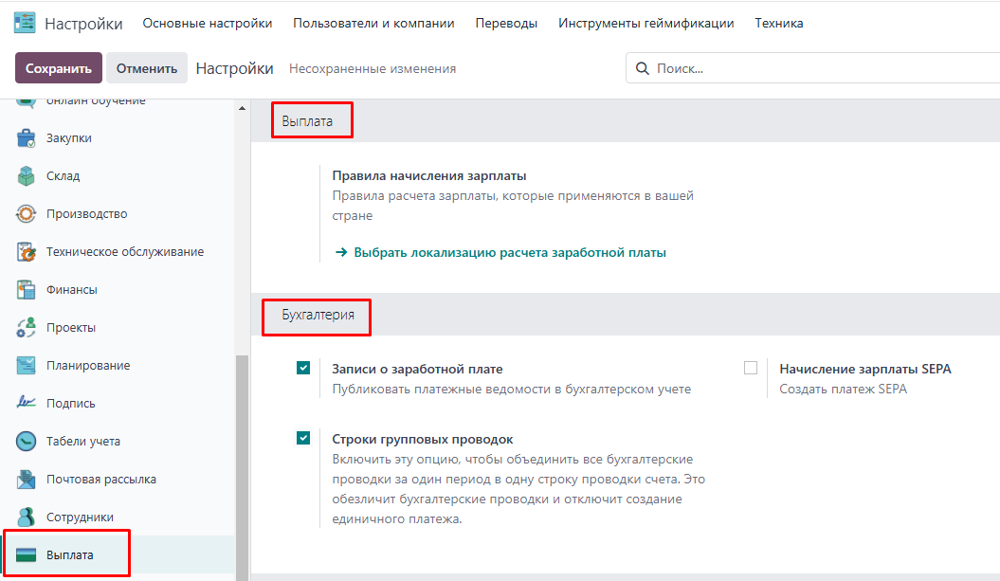 Настройки Основные настройки Пользователи и компании Переводы Инструменты геймификации Техника
Сохранить Отменить Настройки Несохраненные изменения Поиск...
онлайн обучение
Закупки
Склад
Производство
Техническое обслуживание
Финансы
Проекты
Планирование
Подпись
Табели учета
Почтовая рассылка
Сотрудники
Выплата
Выплата
Правила начисления зарплаты
Правила расчета зарплаты, которые применяются в вашей
стране
→ Выбрать локализацию расчета заработной платы
Бухгалтерия
Записи о заработной плате
Публиковать платежные ведомости в бухгалтерском учете
Начисление зарплаты SEPA
Создать платеж SEPA
Строки групповых проводок
Включить эту опцию, чтобы объединить все бухгалтерские
проводки за один период в одну строку проводки счета. Это
обезличит бухгалтерские проводки и отключит создание
единичного платежа.